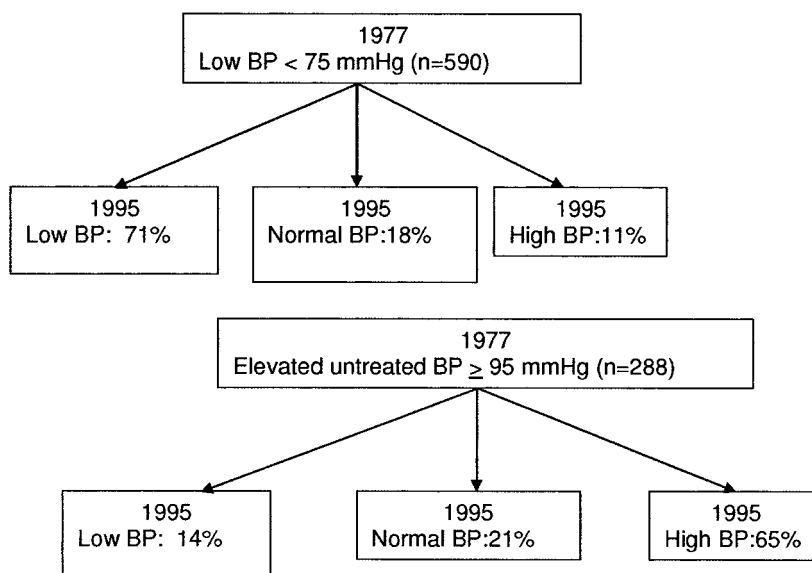 1977
Low BP < 75 mmHg (n=590)
1995
Low BP: 71%
1995
Normal BP:18%
1995
High BP:11%
1977
Elevated untreated BP ≥ 95 mmHg (n=288)
1995
Low BP: 14%
1995
Normal BP:21%
1995
High BP:65%